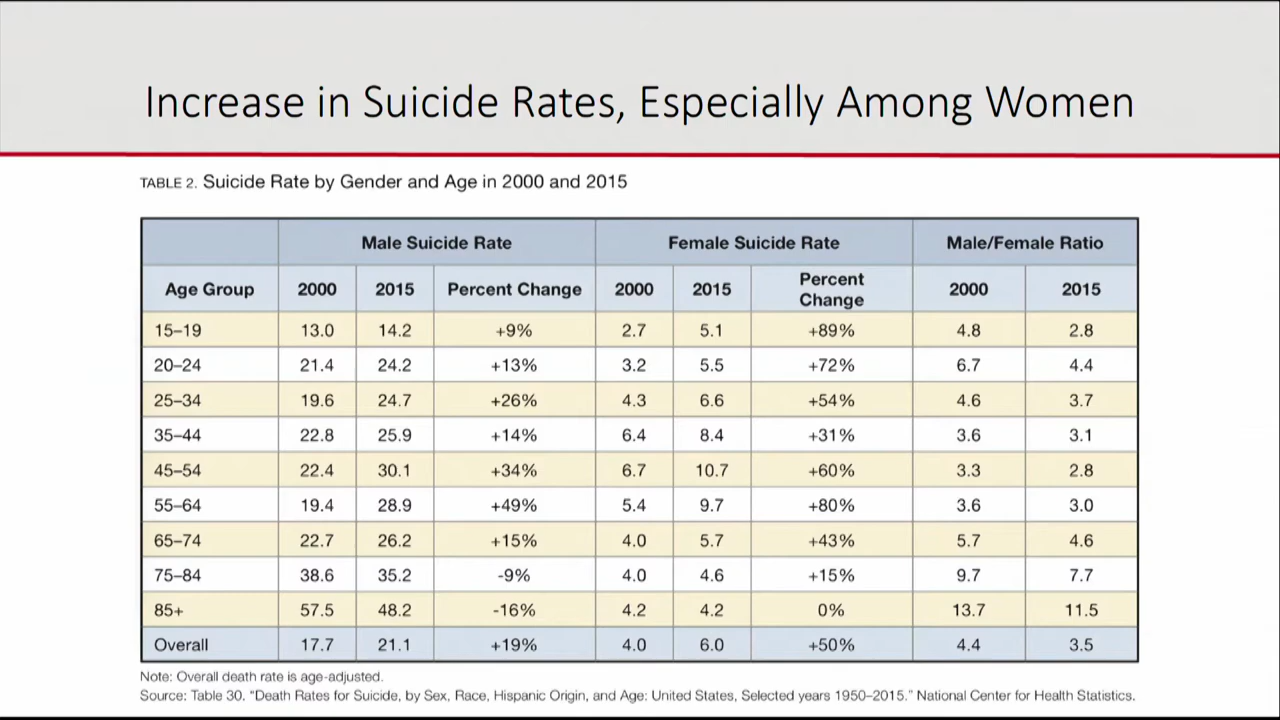 Increase in Suicide Rates, Especially Among Women
TABLE 2. Suicide Rate by Gender and Age in 2000 and 2015
Male Suicide Rate Female Suicide Rate Male/Female Ratio
Age Group 2000 2015 Percent Change 2000 2015 Percent Change 2000 2015
15–19 13.0 14.2 +9% 2.7 5.1 +89% 4.8 2.8
20–24 21.4 24.2 +13% 3.2 5.5 +72% 6.7 4.4
25–34 19.6 24.7 +26% 4.3 6.6 +54% 4.6 3.7
35–44 22.8 25.9 +14% 6.4 8.4 +31% 3.6 3.1
45–54 22.4 30.1 +34% 6.7 10.7 +60% 3.3 2.8
55–64 19.4 28.9 +49% 5.4 9.7 +80% 3.6 3.0
65–74 22.7 26.2 +15% 4.0 5.7 +43% 5.7 4.6
75–84 38.6 35.2 -9% 4.0 4.6 +15% 9.7 7.7
85+ 57.5 48.2 -16% 4.2 4.2 0% 13.7 11.5
Overall 17.7 21.1 +19% 4.0 6.0 +50% 4.4 3.5
Note: Overall death rate is age-adjusted.
Source: Table 30. “Death Rates for Suicide, by Sex, Race, Hispanic Origin, and Age: United States, Selected years 1950–2015.” National Center for Health Statistics.